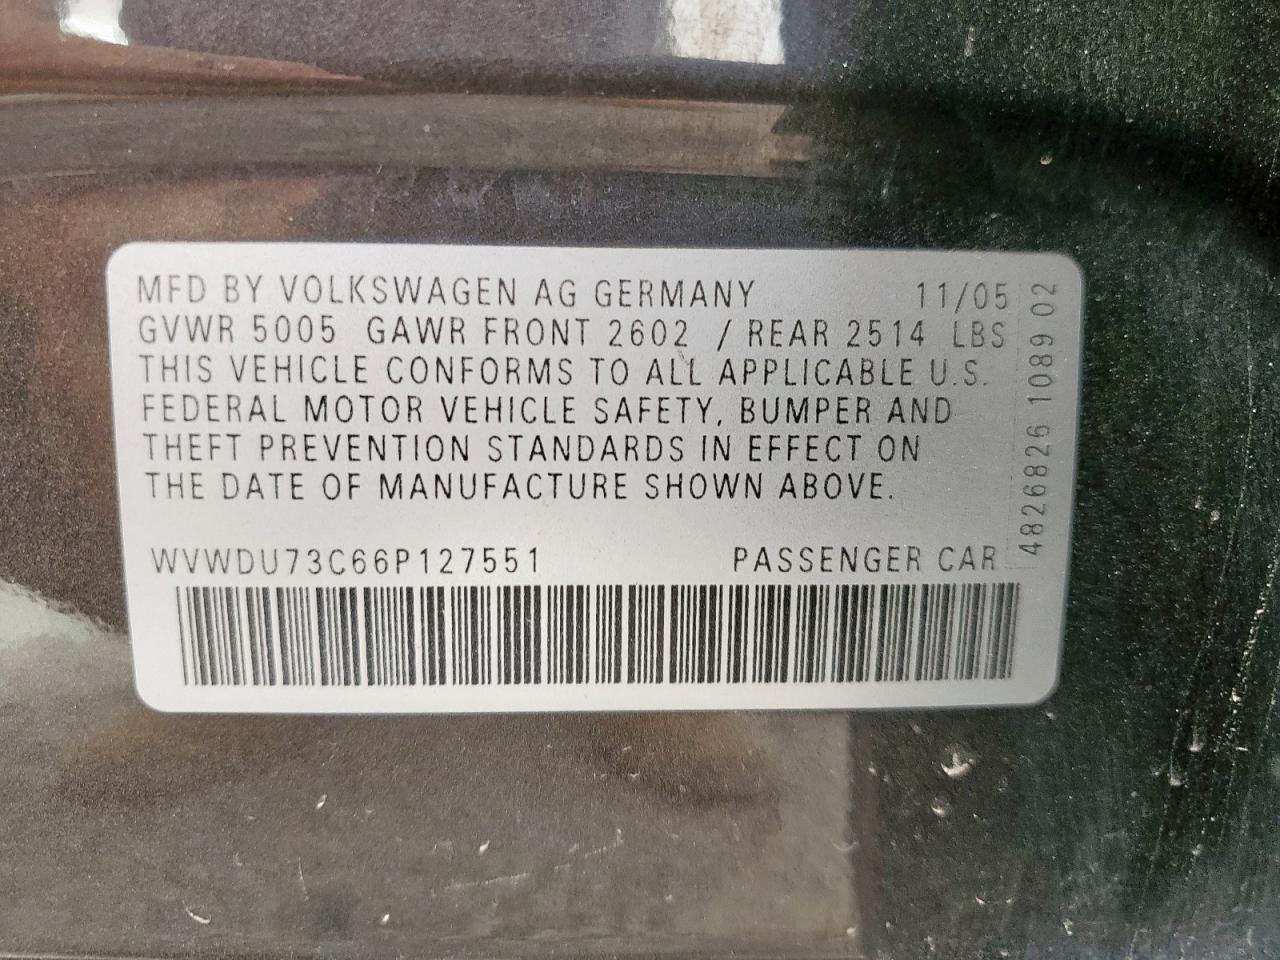 MFD BY VOLKSWAGEN AG GERMANY 11/05
GVWR 5005 GAWR FRONT 2602 / REAR 2514 LBS
THIS VEHICLE CONFORMS TO ALL APPLICABLE U.S.
FEDERAL MOTOR VEHICLE SAFETY, BUMPER AND
THEFT PREVENTION STANDARDS IN EFFECT ON
THE DATE OF MANUFACTURE SHOWN ABOVE.
WVWDU73C66P127551 PASSENGER CAR
4826826 1089 02